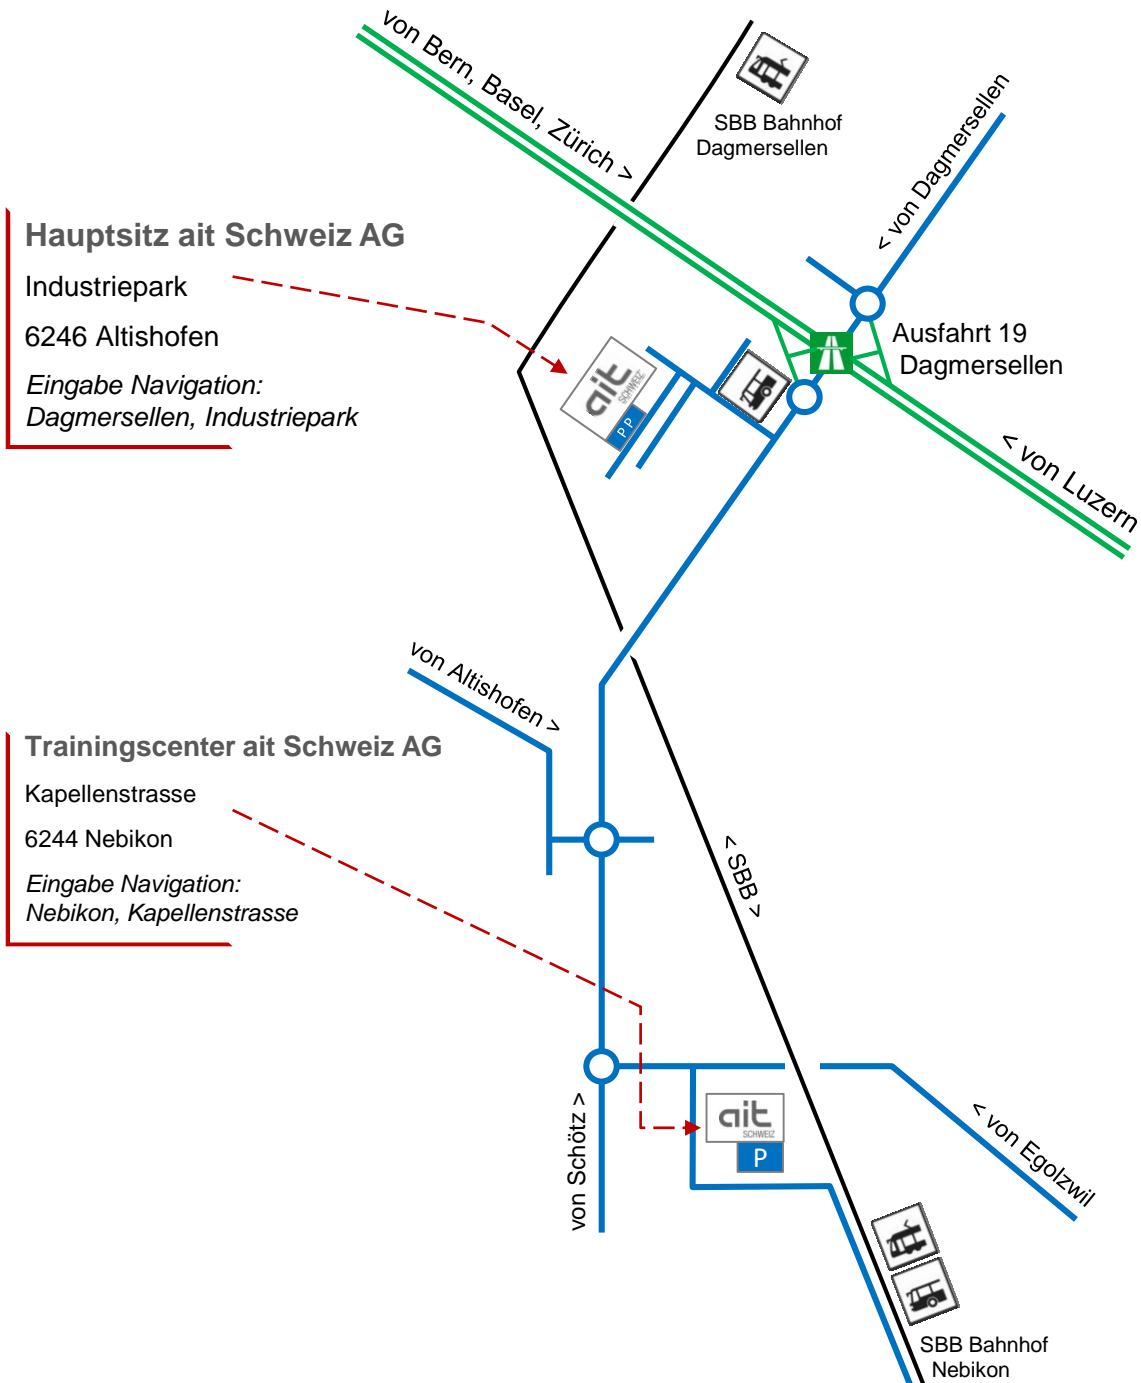 von Bern, Basel, Zürich >
SBB Bahnhof
Dagmersellen
< von Dagmersellen
Hauptsitz ait Schweiz AG
Industriepark
6246 Altishofen
Eingabe Navigation:
Dagmersellen, Industriepark
ait
SCHWEIZ
P P
Ausfahrt 19
Dagmersellen
< von Luzern
von Altishofen >
Trainingscenter ait Schweiz AG
Kapellenstrasse
6244 Nebikon
Eingabe Navigation:
Nebikon, Kapellenstrasse
< SBB >
von Schötz >
ait
SCHWEIZ
P
< von Egolzwil
SBB Bahnhof
Nebikon